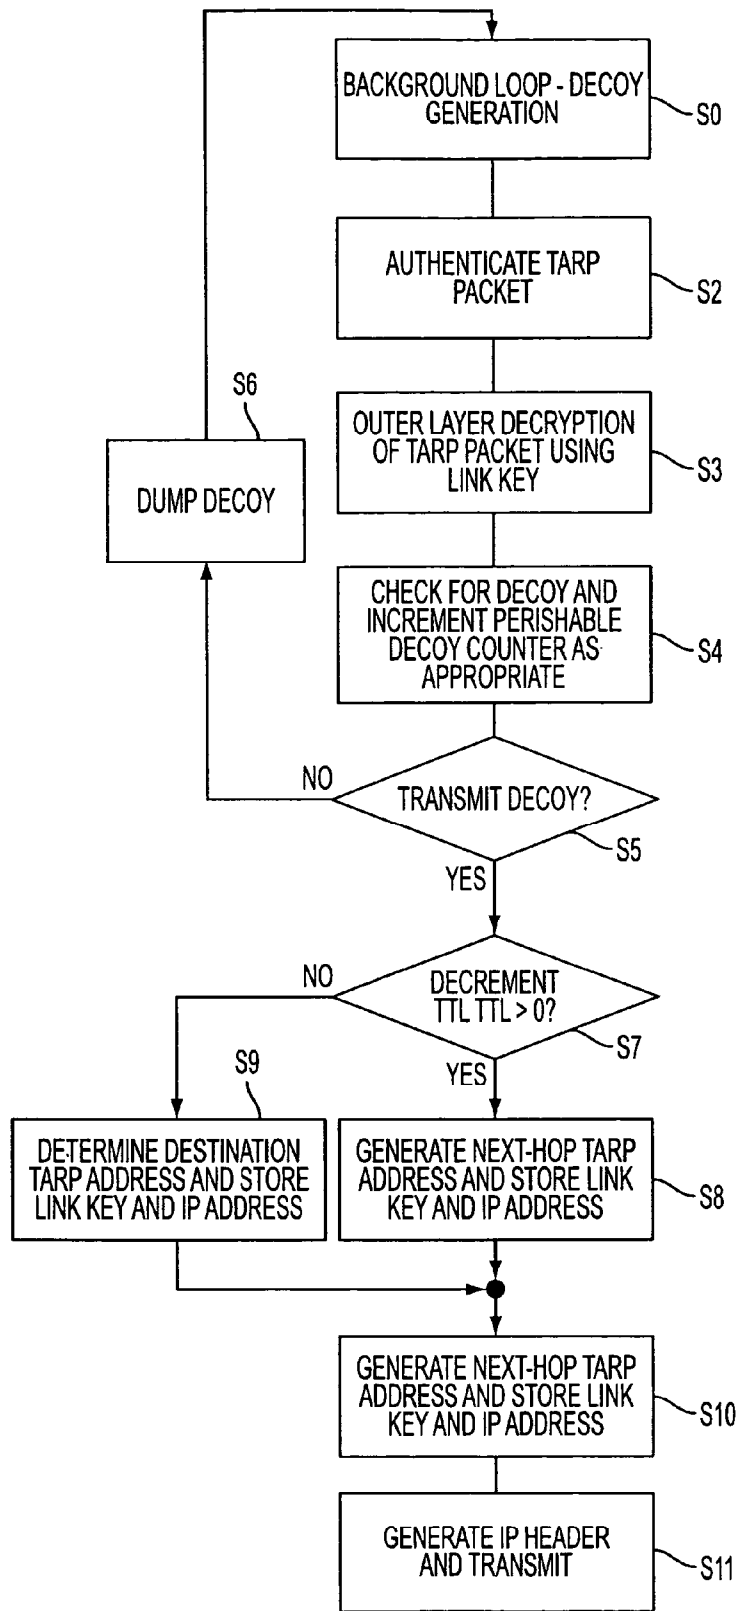 BACKGROUND LOOP - DECOY
GENERATION
S0
AUTHENTICATE TARP
PACKET
S2
OUTER LAYER DECRYPTION
OF TARP PACKET USING
LINK KEY
S3
S6
DUMP DECOY
CHECK FOR DECOY AND
INCREMENT PERISHABLE
DECOY COUNTER AS
APPROPRIATE
S4
NO
TRANSMIT DECOY?
S5
YES
NO
DECREMENT
TTL TTL > 0?
S7
YES
S9
DETERMINE DESTINATION
TARP ADDRESS AND STORE
LINK KEY AND IP ADDRESS
GENERATE NEXT-HOP TARP
ADDRESS AND STORE LINK
KEY AND IP ADDRESS
S8
GENERATE NEXT-HOP TARP
ADDRESS AND STORE LINK
KEY AND IP ADDRESS
S10
GENERATE IP HEADER
AND TRANSMIT
S11